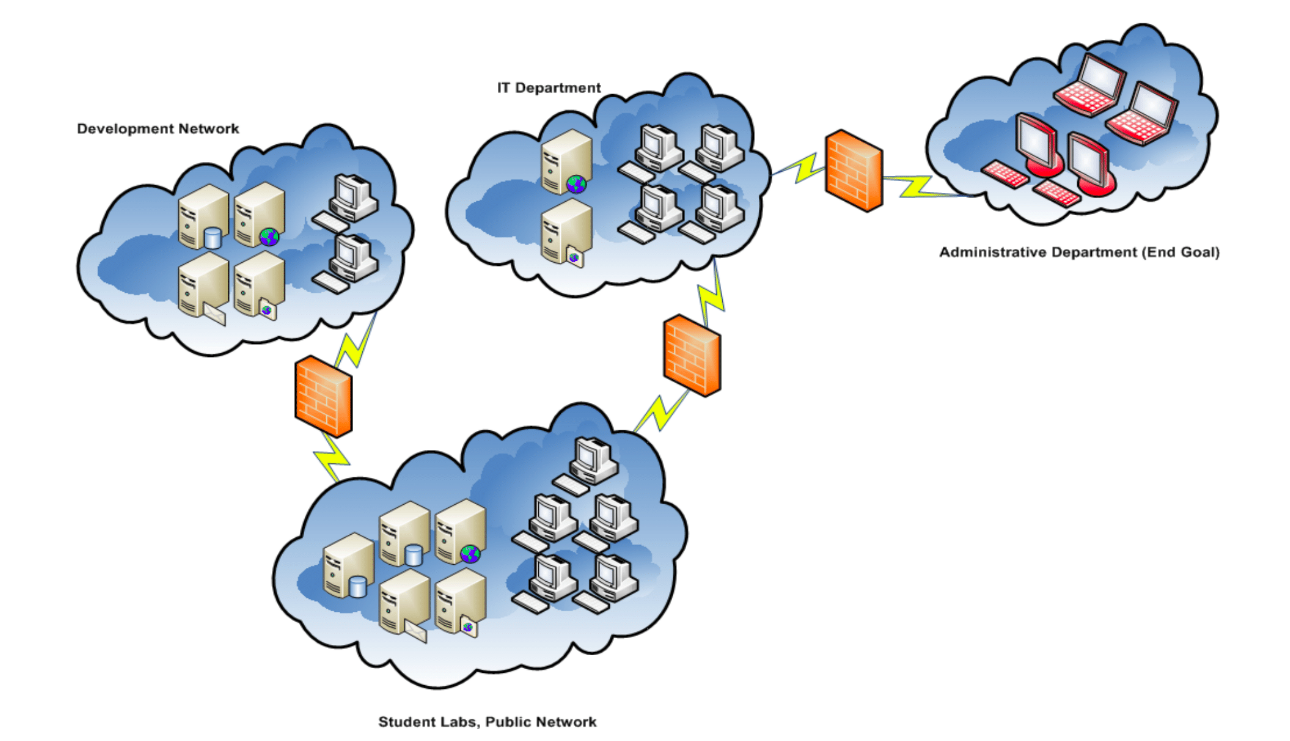 IT Department
Development Network
Administrative Department (End Goal)
Student Labs, Public Network